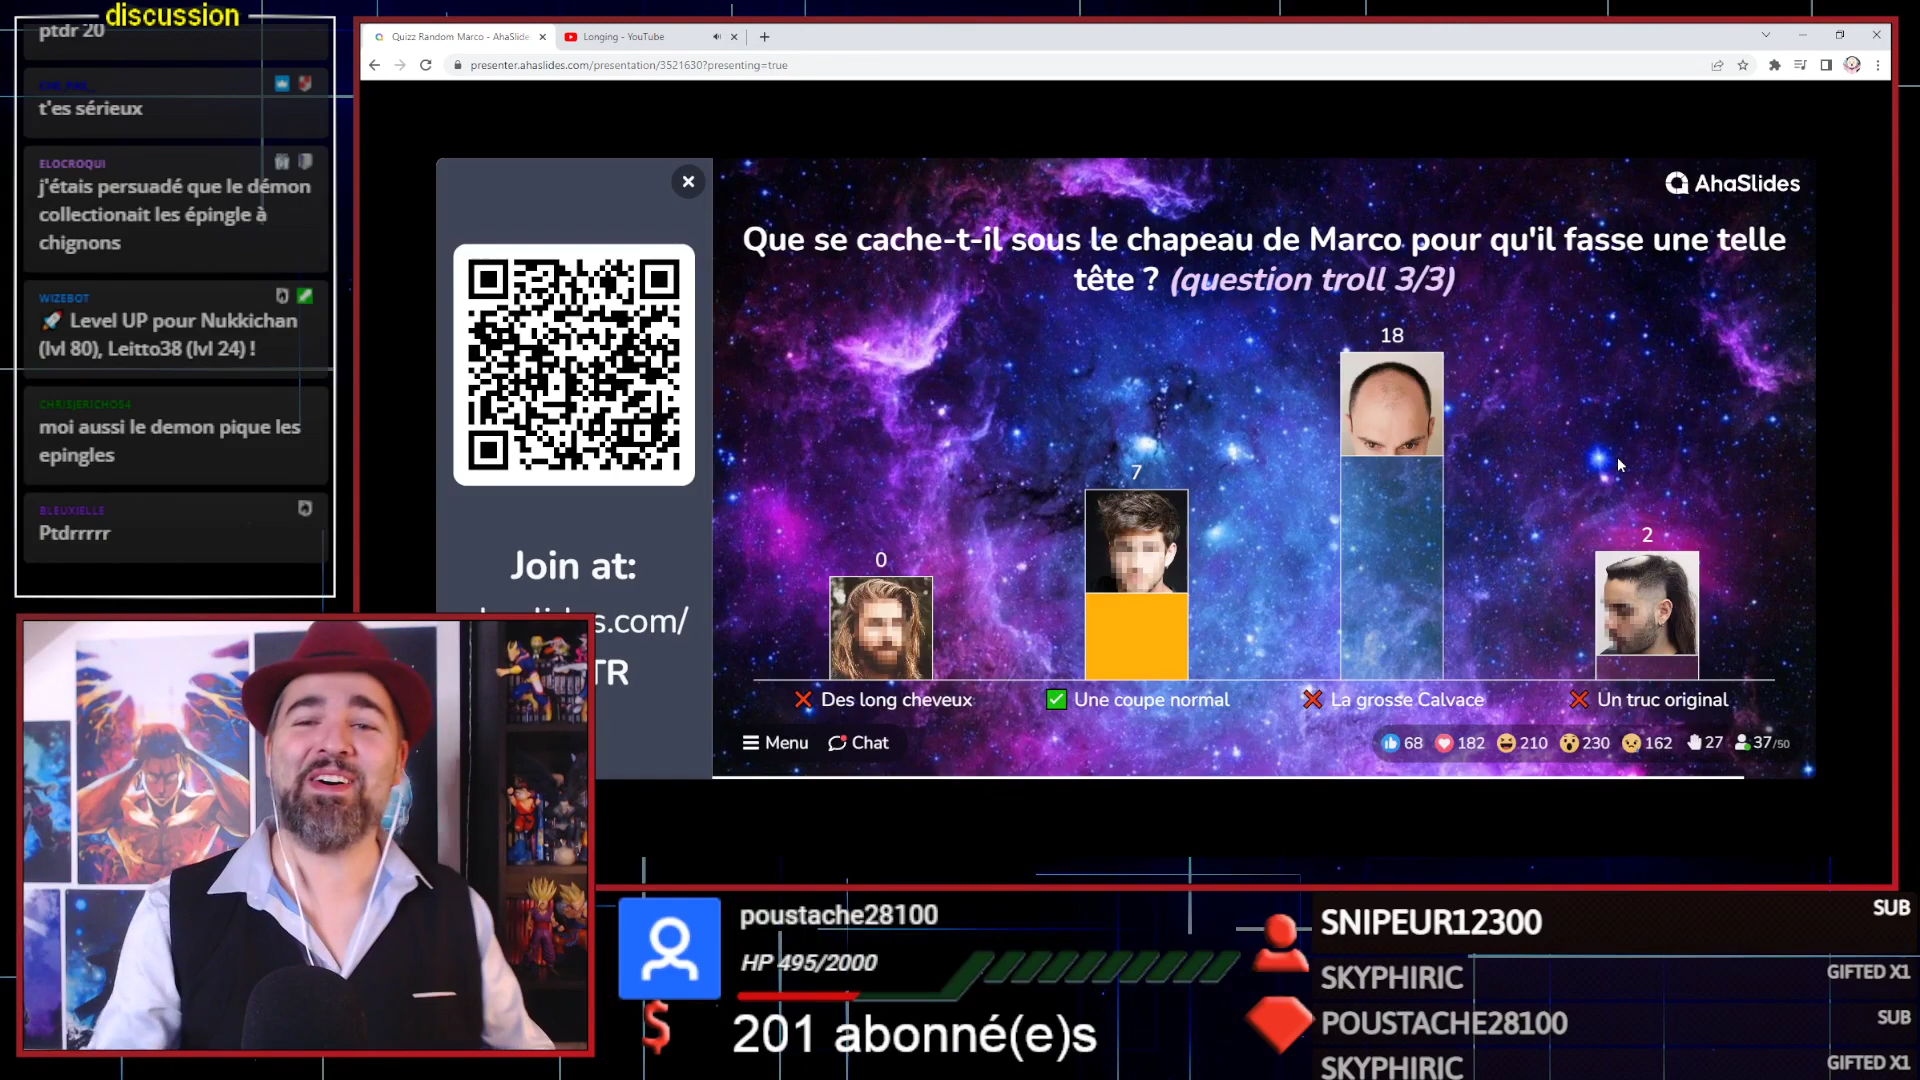 discussion
ptdr 20
t'es sérieux
ELOCROQUI
j'étais persuadé que le démon
collectionait les épingle à
chignons
WIZEBOT
🚀 Level UP pour Nukkichan
(lvl 80), Leitto38 (lvl 24) !
CHRISJERICHO54
moi aussi le demon pique les
epingles
BLEUXIELLE
Ptdrrrrr
Quizz Random Marco - AhaSlide
Longing - YouTube
presenter.ahaslides.com/presentation/3521630?presenting=true
Join at:
s.com/
TR
AhaSlides
Que se cache-t-il sous le chapeau de Marco pour qu'il fasse une telle
tête ? (question troll 3/3)
0
7
18
2
❌ Des long cheveux
✅ Une coupe normal
❌ La grosse Calvace
❌ Un truc original
Menu
Chat
68
182
210
230
162
27
37/50
poustache28100
HP 495/2000
201 abonné(e)s
SNIPEUR12300 SUB
SKYPHIRIC GIFTED X1
POUSTACHE28100 SUB
SKYPHIRIC GIFTED X1